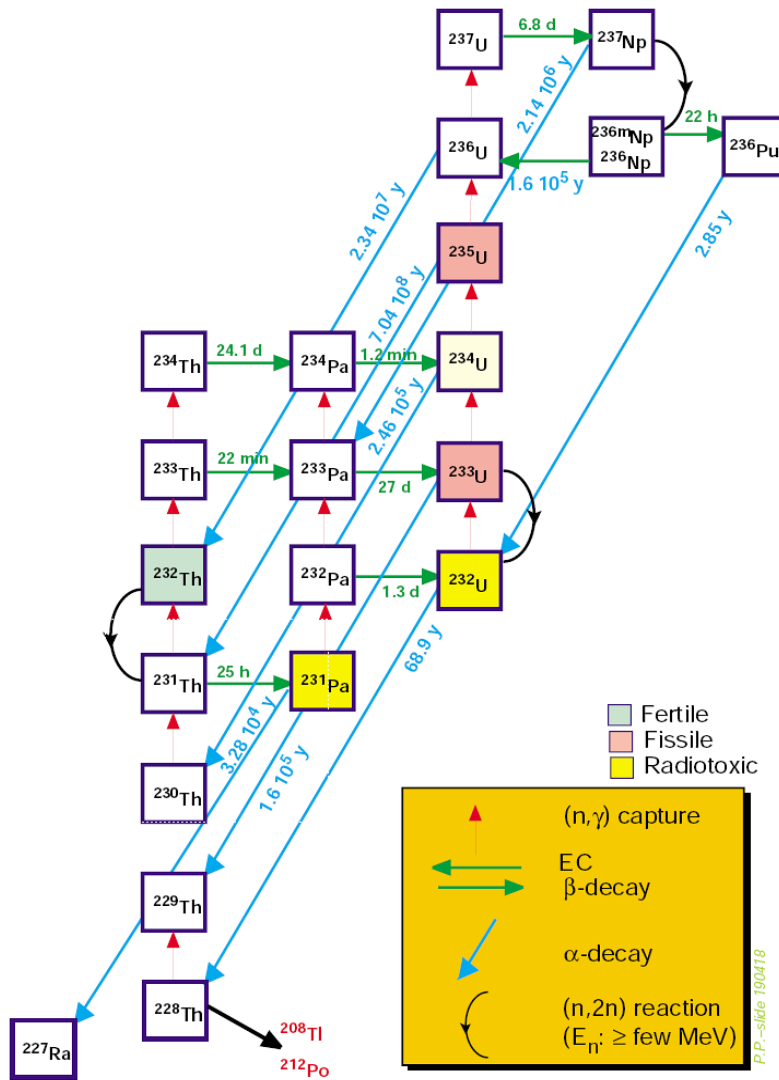 6.8 d
²³⁷U
²³⁷Np
2.14 10⁶ y
²³⁶U
²³⁶ᵐNp
²³⁶Np
22 h
²³⁶Pu
1.6 10⁵ y
2.34 10⁷ y
2.85 y
²³⁵U
7.04 10⁸ y
²³⁴Th
24.1 d
²³⁴Pa
1.2 min
²³⁴U
2.46 10⁵ y
²³³Th
22 min
²³³Pa
27 d
²³³U
²³²Th
²³²Pa
1.3 d
²³²U
68.9 y
²³¹Th
25 h
²³¹Pa
3.28 10⁴ y
1.6 10⁵ y
²³⁰Th
Fertile
Fissile
Radiotoxic
(n,γ) capture
EC
β-decay
α-decay
(n,2n) reaction
(Eₙ: ≥ few MeV)
²²⁹Th
²²⁸Th
²⁰⁸Tl
²¹²Po
²²⁷Ra
P.P.–slide 190418